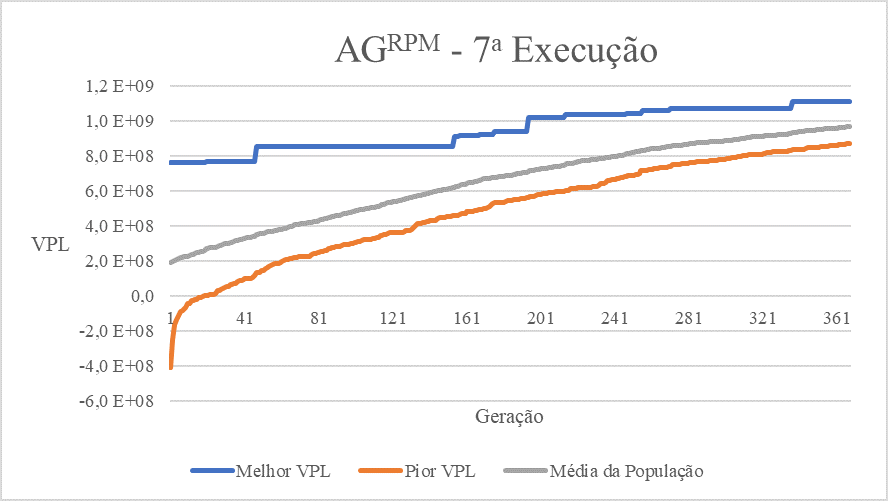 AGRPM - 7ª Execução
1,2 E+09
1,0 E+09
8,0 E+08
6,0 E+08
4,0 E+08
VPL
2,0 E+08
0,0
1 41 81 121 161 201 241 281 321 361
-2,0 E+08
-4,0 E+08
-6,0 E+08
Geração
Melhor VPL Pior VPL Média da População